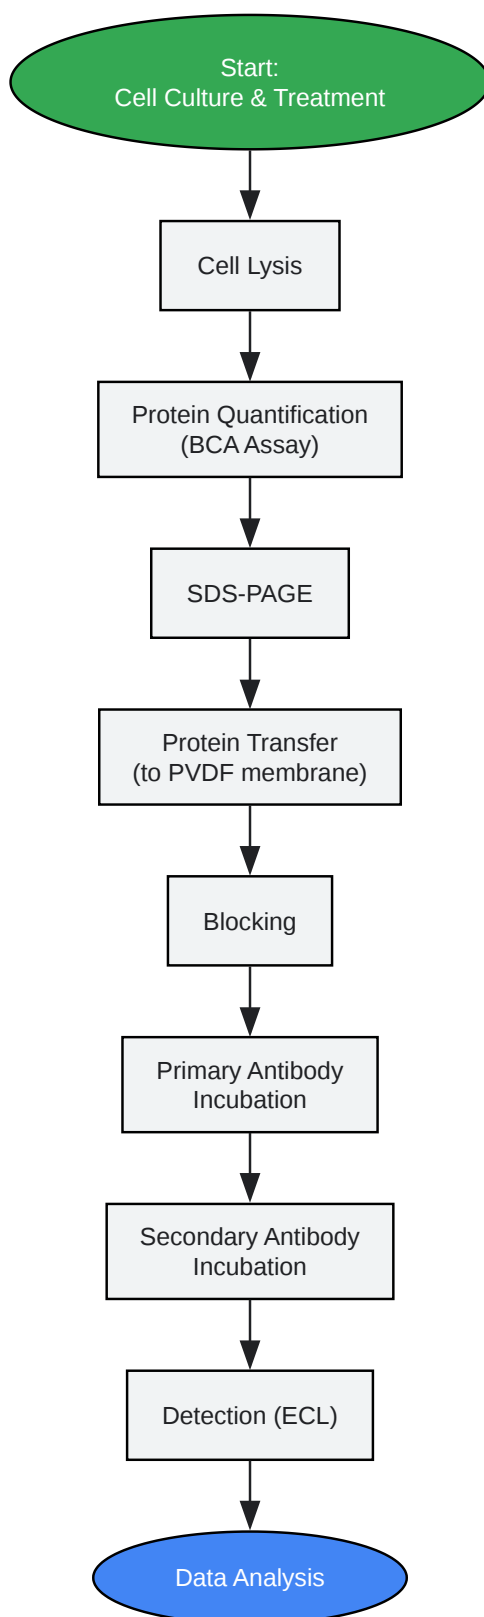 Start:
Cell Culture & Treatment
Cell Lysis
Protein Quantification
(BCA Assay)
SDS-PAGE
Protein Transfer
(to PVDF membrane)
Blocking
Primary Antibody
Incubation
Secondary Antibody
Incubation
Detection (ECL)
Data Analysis